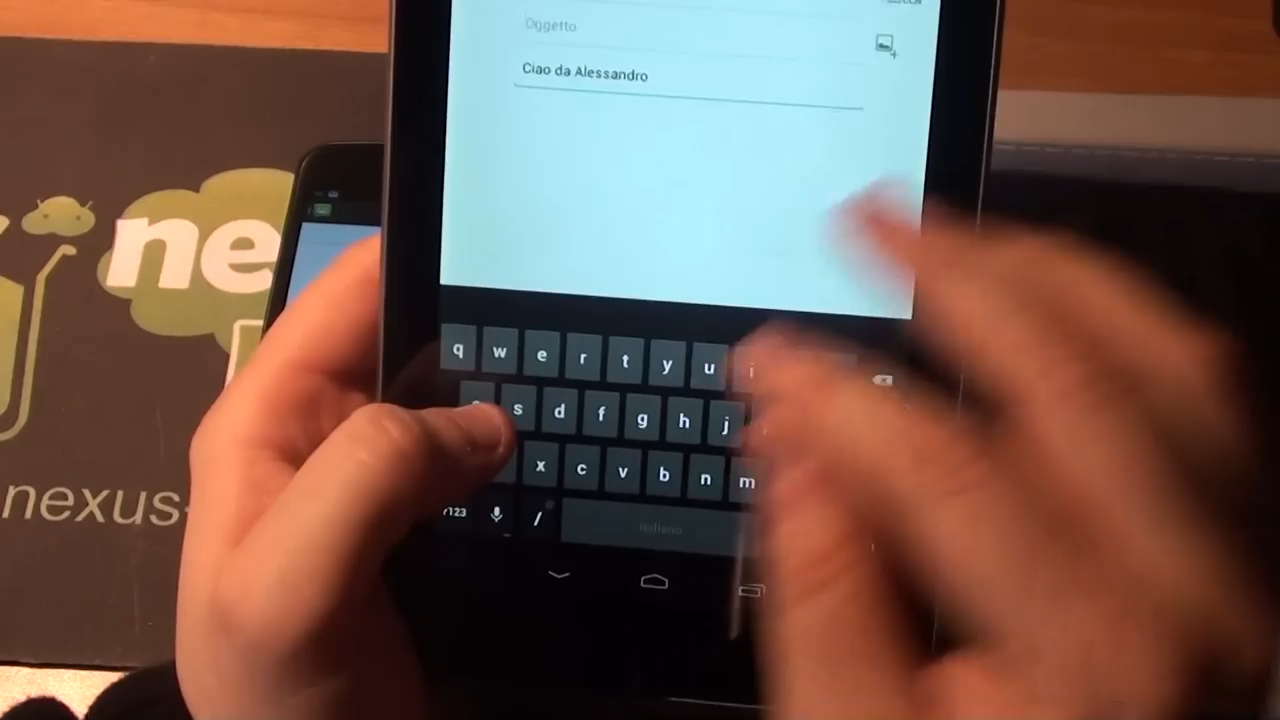 Oggetto
Ciao da Alessandro
ne
nexus
q w e r t y u i
s d f g h j
x c v b n m
?123 /
Italiano